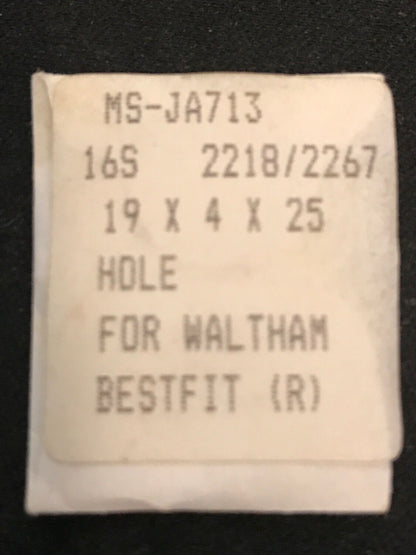 MS-JA713
16S 2218/2267
19 X 4 X 25
HOLE
FOR WALTHAM
BESTFIT (R)